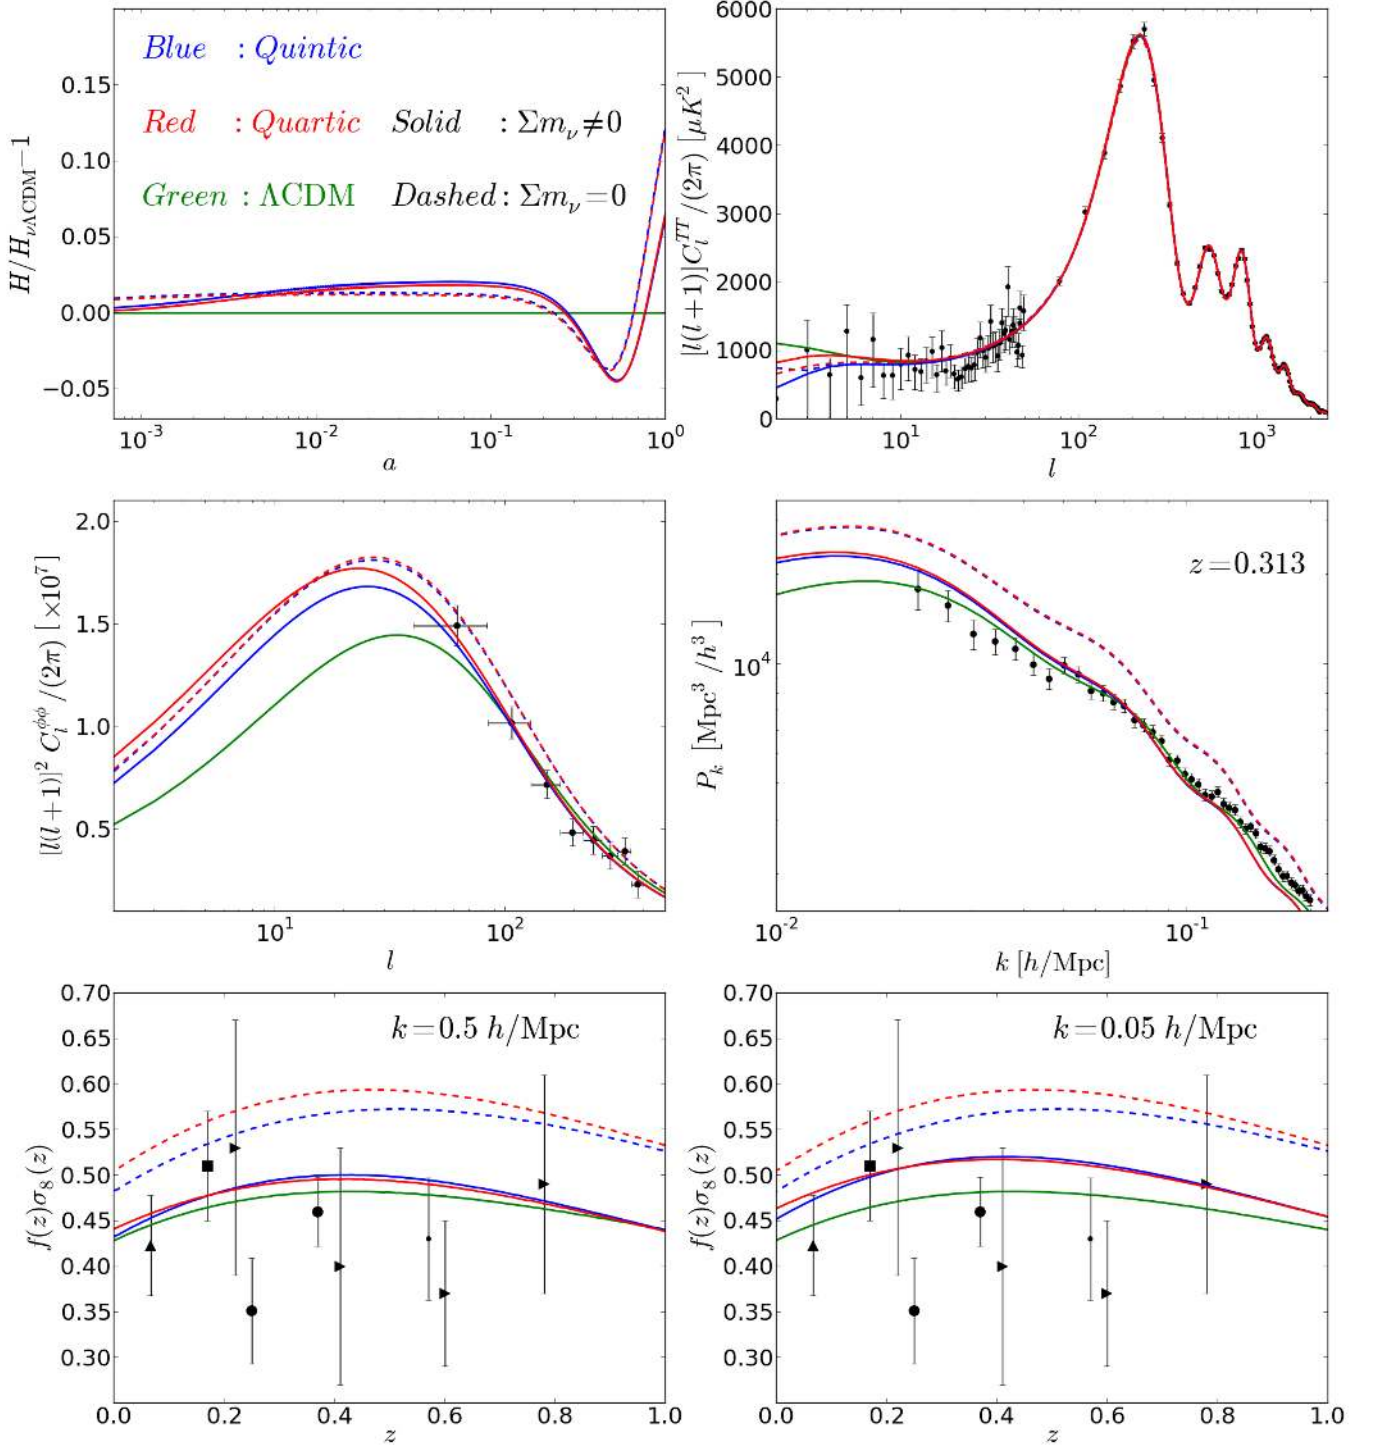 Blue : Quintic
Red : Quartic Solid : Σm_ν≠0
Green : ΛCDM Dashed : Σm_ν=0
H/H_νΛCDM−1
0.15
0.10
0.05
0.00
−0.05
10^-3 10^-2 10^-1 10^0
a
[l(l+1)]C_l^TT/(2π) [μK^2]
6000
5000
4000
3000
2000
1000
0
10^1 10^2 10^3
l
[l(l+1)]^2 C_l^ϕϕ/(2π) [×10^7]
2.0
1.5
1.0
0.5
10^1 10^2
l
z=0.313
P_k [Mpc^3/h^3]
10^4
10^-2 10^-1
k [h/Mpc]
k=0.5 h/Mpc
f(z)σ_8(z)
0.70
0.65
0.60
0.55
0.50
0.45
0.40
0.35
0.30
0.0 0.2 0.4 0.6 0.8 1.0
z
k=0.05 h/Mpc
f(z)σ_8(z)
0.70
0.65
0.60
0.55
0.50
0.45
0.40
0.35
0.30
0.0 0.2 0.4 0.6 0.8 1.0
z